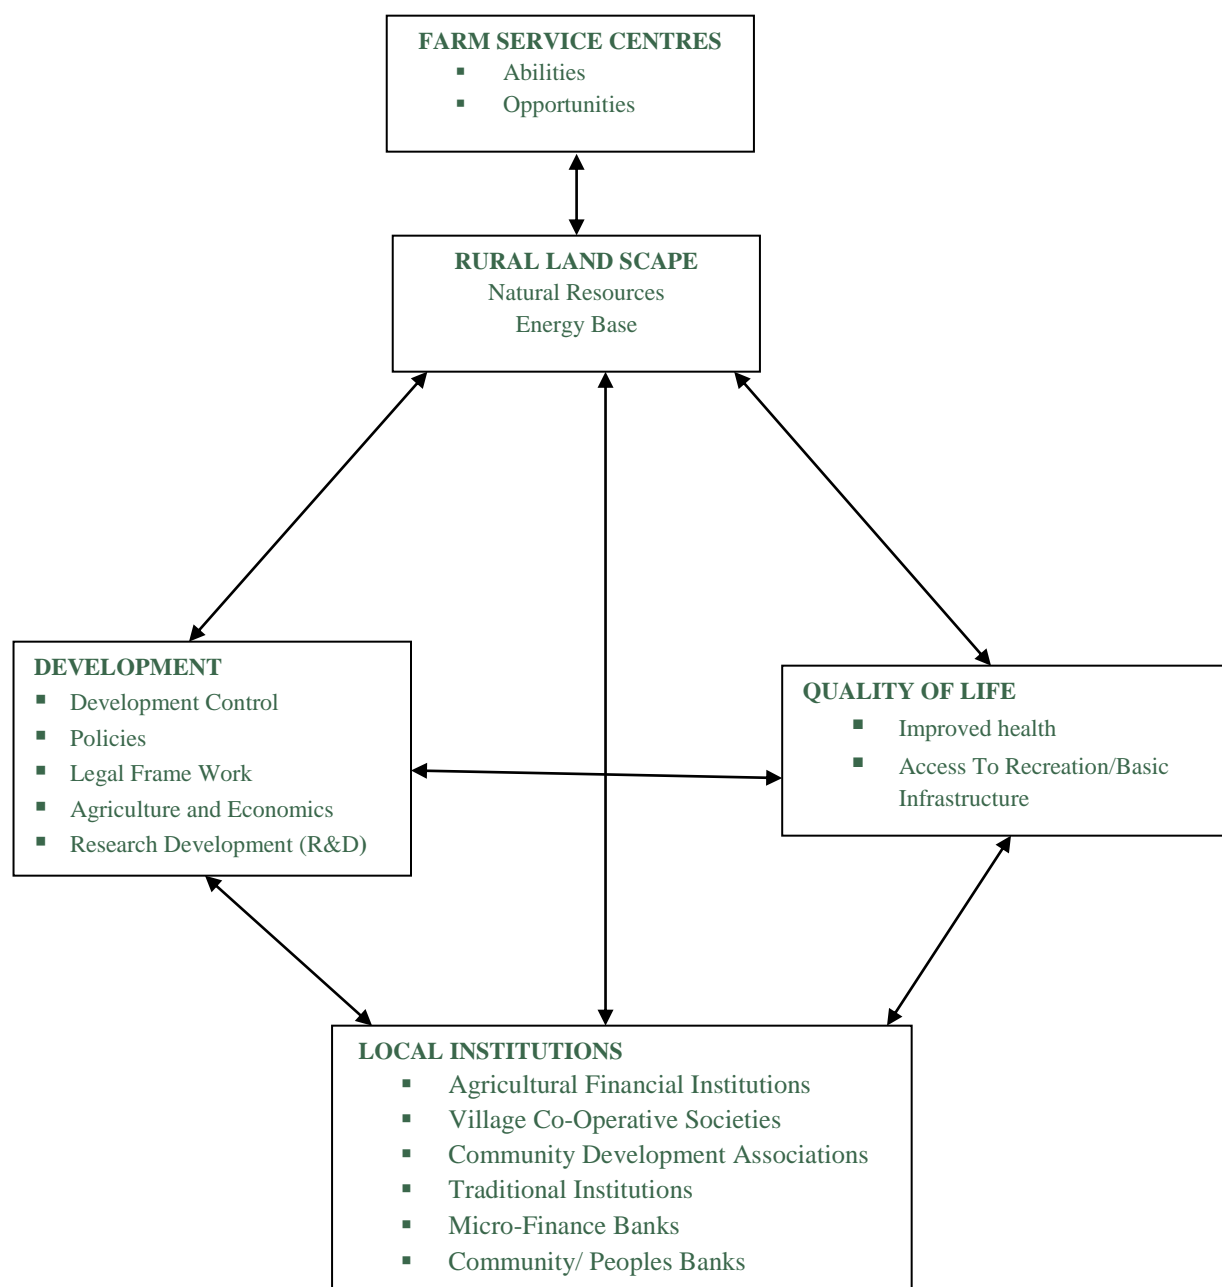 FARM SERVICE CENTRES
▪ Abilities
▪ Opportunities
RURAL LAND SCAPE
Natural Resources
Energy Base
DEVELOPMENT
▪ Development Control
▪ Policies
▪ Legal Frame Work
▪ Agriculture and Economics
▪ Research Development (R&D)
QUALITY OF LIFE
▪ Improved health
▪ Access To Recreation/Basic
Infrastructure
LOCAL INSTITUTIONS
▪ Agricultural Financial Institutions
▪ Village Co-Operative Societies
▪ Community Development Associations
▪ Traditional Institutions
▪ Micro-Finance Banks
▪ Community/ Peoples Banks